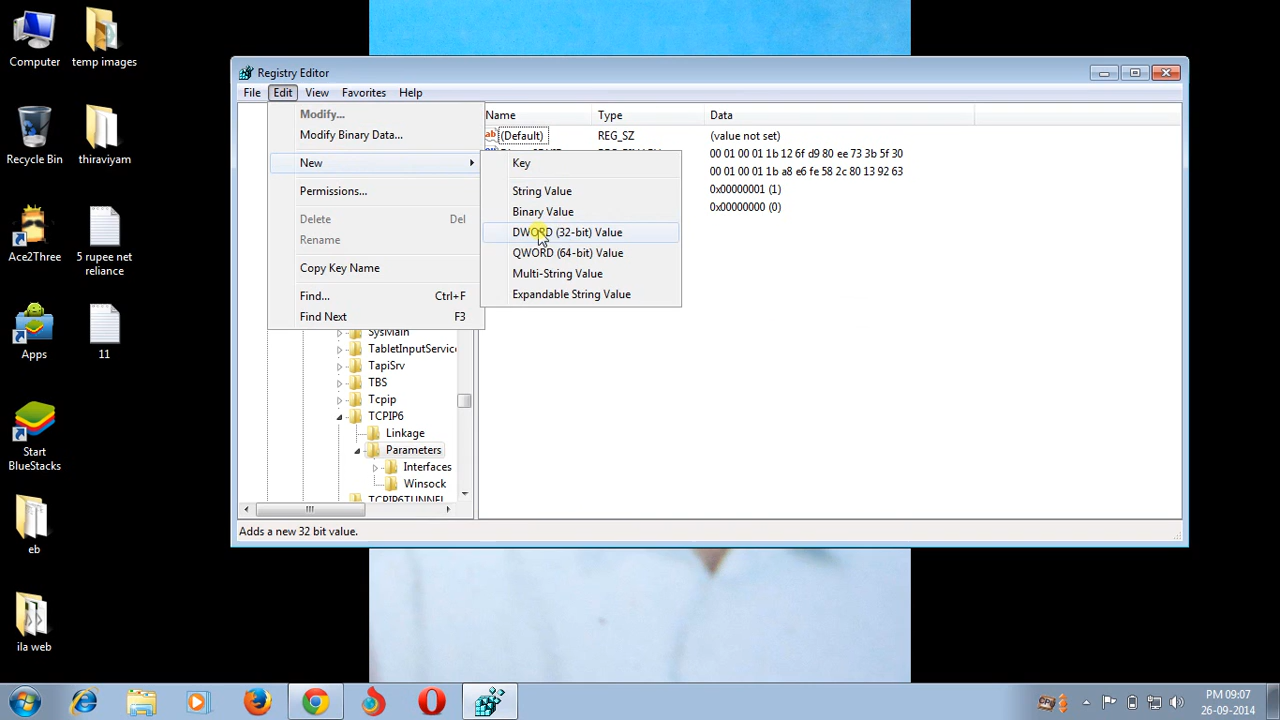 Computer
temp images
Recycle Bin
thiraviyam
Ace2Three
5 rupee net
reliance
Apps
11
Start
BlueStacks
eb
ila web
Registry Editor
File Edit View Favorites Help
Modify...
Modify Binary Data...
New
Permissions...
Delete Del
Rename
Copy Key Name
Find... Ctrl+F
Find Next F3
Key
String Value
Binary Value
DWORD (32-bit) Value
QWORD (64-bit) Value
Multi-String Value
Expandable String Value
Name Type Data
ab (Default) REG_SZ (value not set)
00 01 00 01 1b 12 6f d9 80 ee 73 3b 5f 30
00 01 00 01 1b a8 e6 fe 58 2c 80 13 92 63
0x00000001 (1)
0x00000000 (0)
SysMain
TabletInputService
TapiSrv
TBS
Tcpip
TCPIP6
Linkage
Parameters
Interfaces
Winsock
TCPIP6TUNNEL
Adds a new 32 bit value.
PM 09:07
26-09-2014